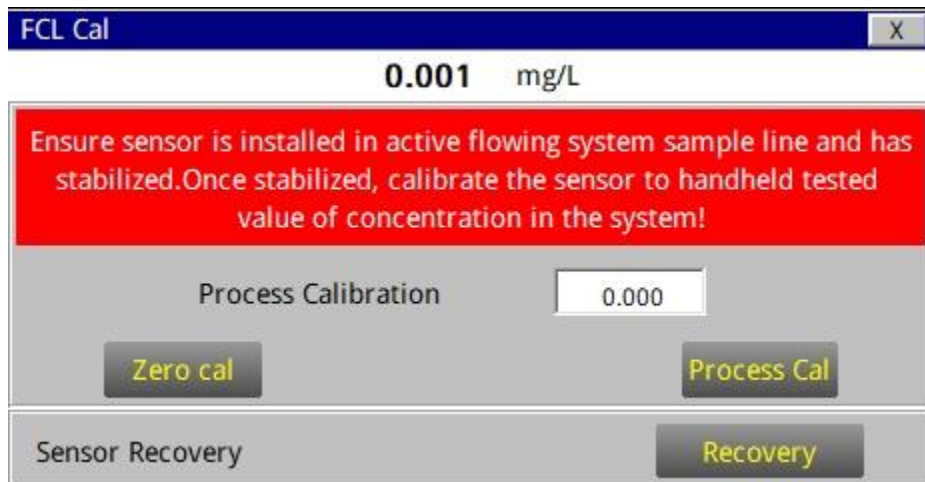 FCL Cal X
0.001 mg/L
Ensure sensor is installed in active flowing system sample line and has
stabilized.Once stabilized, calibrate the sensor to handheld tested
value of concentration in the system!
Process Calibration 0.000
Zero cal Process Cal
Sensor Recovery Recovery